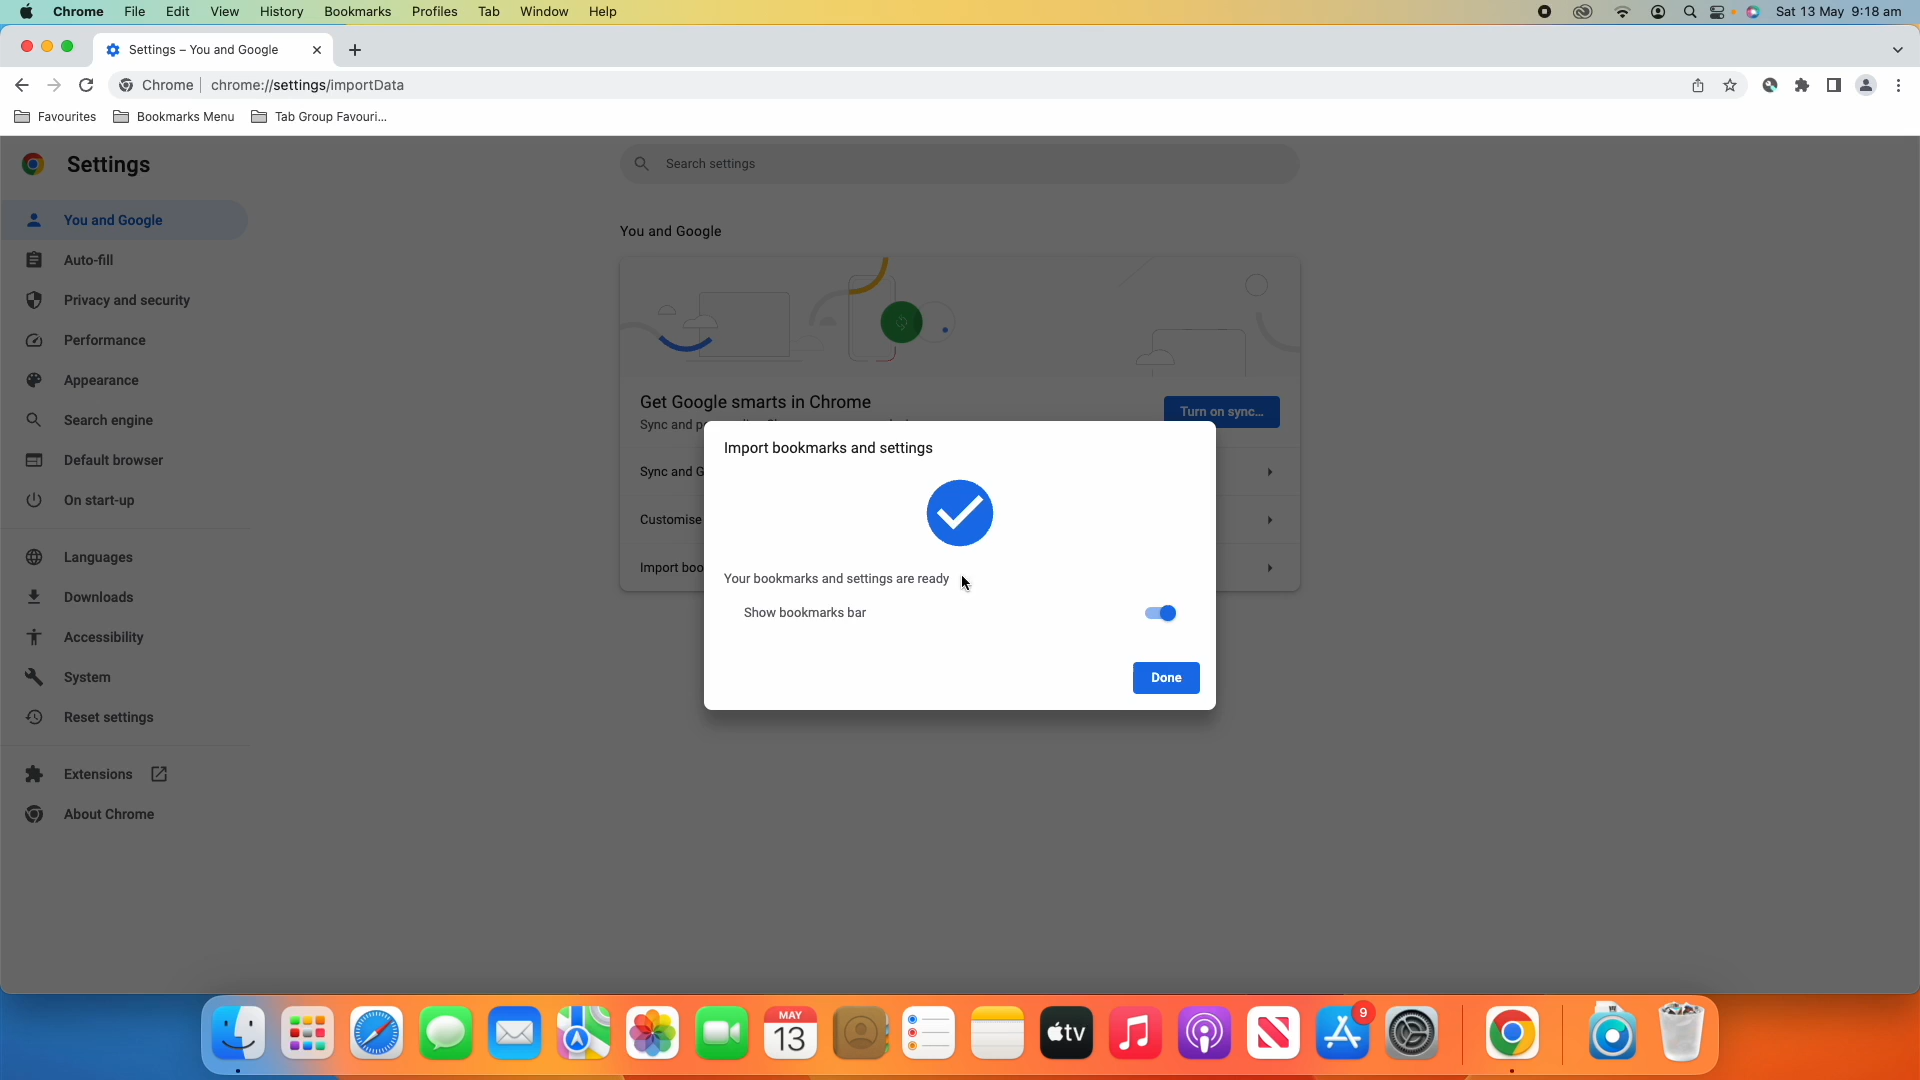 Chrome File Edit View History Bookmarks Profiles Tab Window Help Sat 13 May 9:18 am
Settings – You and Google
Chrome chrome://settings/importData
Favourites Bookmarks Menu Tab Group Favouri...
Settings
Search settings
You and Google
Auto-fill
Privacy and security
Performance
Appearance
Search engine
Default browser
On start-up
Languages
Downloads
Accessibility
System
Reset settings
Extensions
About Chrome
You and Google
Get Google smarts in Chrome
Turn on sync...
Sync and
Sync and G
Customise
Import boo
Import bookmarks and settings
Your bookmarks and settings are ready
Show bookmarks bar
Done
MAY
13
tv
9